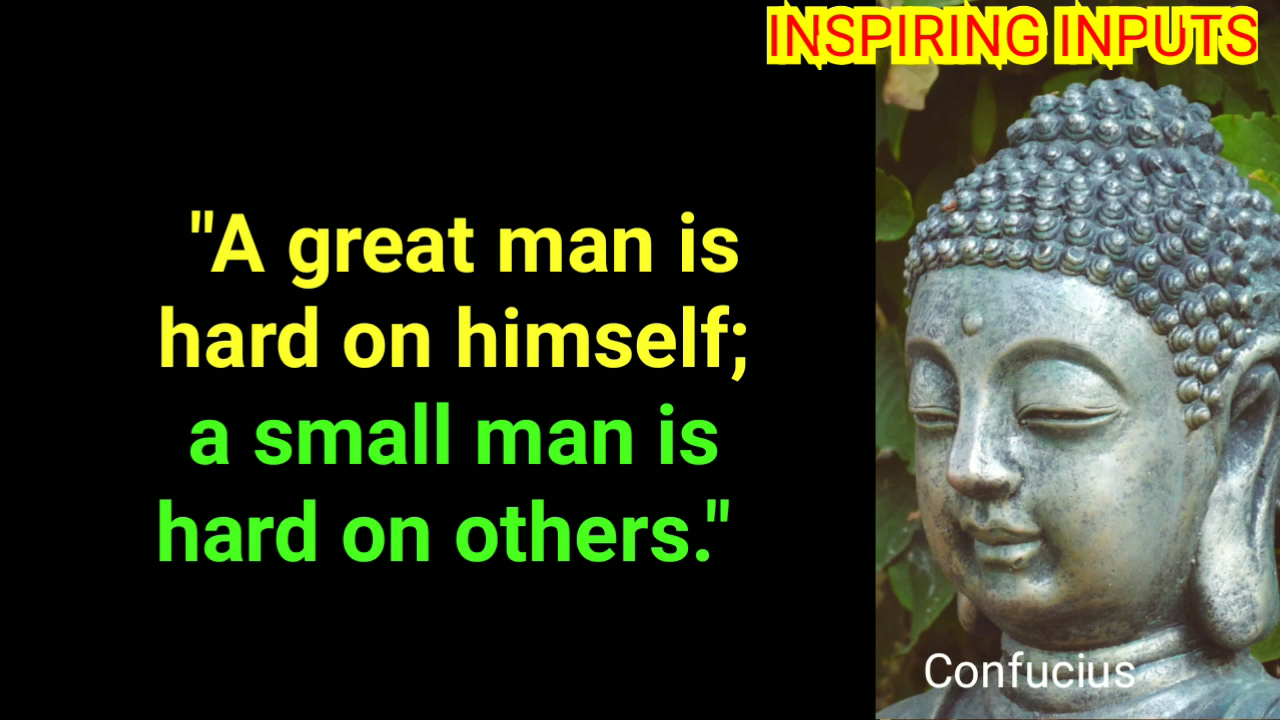 INSPIRING INPUTS
"A great man is
hard on himself;
a small man is
hard on others."
Confucius